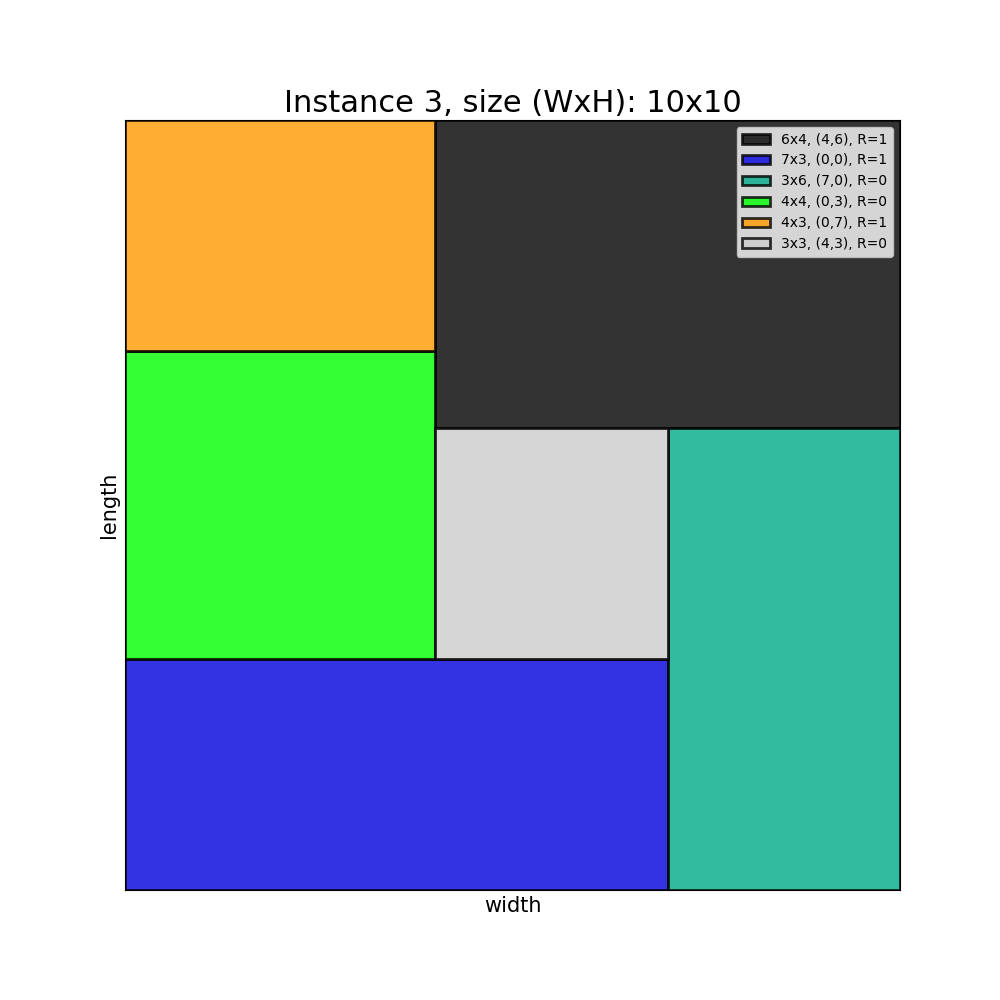 Instance 3, size (WxH): 10x10
6x4, (4,6), R=1
7x3, (0,0), R=1
3x6, (7,0), R=0
4x4, (0,3), R=0
4x3, (0,7), R=1
3x3, (4,3), R=0
length
width